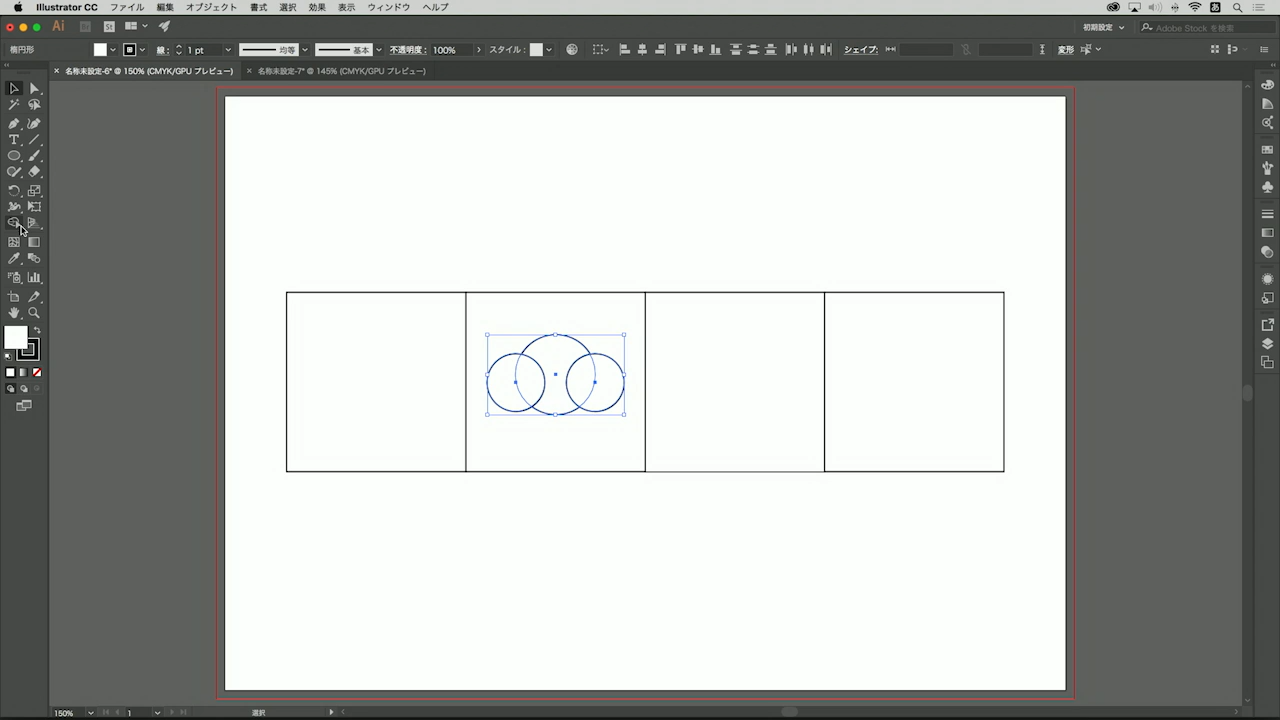 Illustrator CC ファイル 編集 オブジェクト 書式 選択 効果 表示 ウィンドウ ヘルプ
Ai Br St 初期設定 Adobe Stock を検索
楕円形 線: 1 pt 均等 基本 不透明度: 100% スタイル: シェイプ: 変形
× 名称未設定-6* @ 150% (CMYK/GPU プレビュー) × 名称未設定-7* @ 145% (CMYK/GPU プレビュー)
150% 1 選択